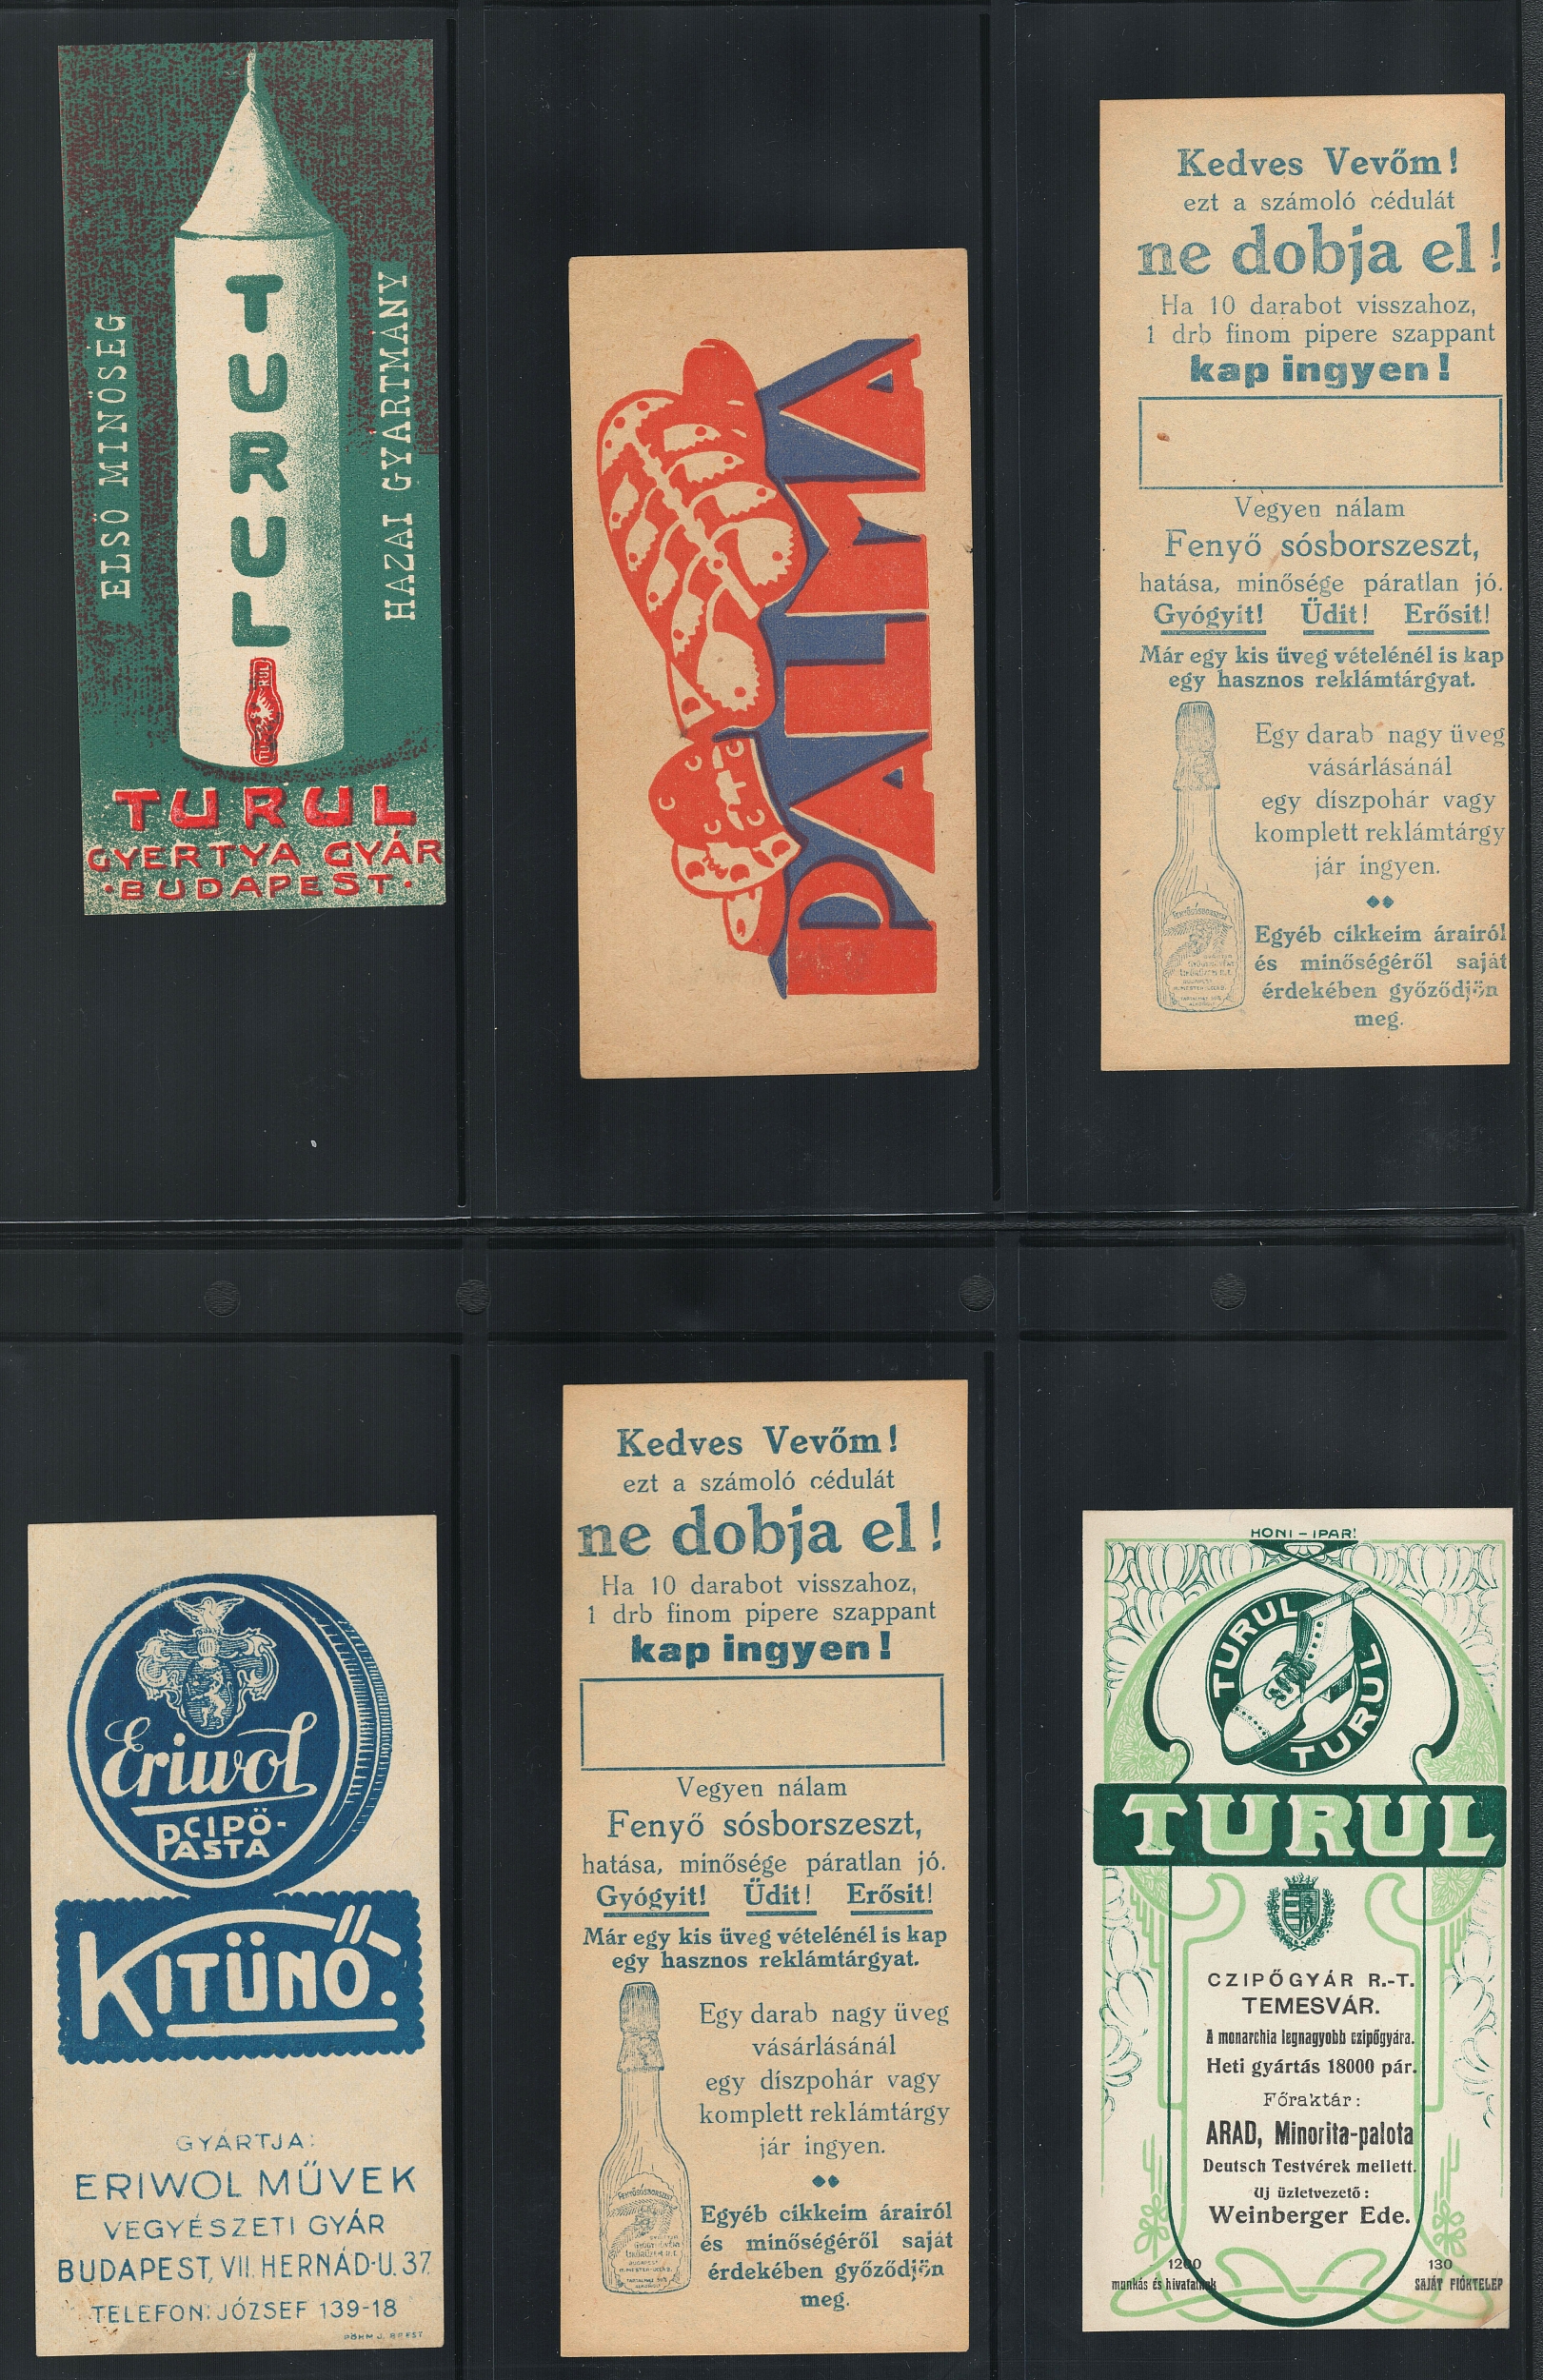 ELSŐ MINŐSÉG
TURUL
HAZAI GYÁRTMÁNY
TURUL
GYERTYA GYÁR
·BUDAPEST·
PALMA
Kedves Vevőm!
ezt a számoló cédulát
ne dobja el!
Ha 10 darabot visszahoz,
1 drb finom pipere szappant
kap ingyen!
Vegyen nálam
Fenyő sósborszeszt,
hatása, minősége páratlan jó.
Gyógyit! Üdit! Erősit!
Már egy kis üveg vételénél is kap
egy hasznos reklámtárgyat.
Egy darab nagy üveg
vásárlásánál
egy díszpohár vagy
komplett reklámtárgy
jár ingyen.
Egyéb cikkeim árairól
és minőségéről saját
érdekében győződjön
meg.
Eriwol
CIPŐ-
PASTA
KITÜNŐ.
GYÁRTJA:
ERIWOL MŰVEK
VEGYÉSZETI GYÁR
BUDAPEST, VII. HERNÁD-U. 37.
TELEFON: JÓZSEF 139-18
Kedves Vevőm!
ezt a számoló cédulát
ne dobja el!
Ha 10 darabot visszahoz,
1 drb finom pipere szappant
kap ingyen!
Vegyen nálam
Fenyő sósborszeszt,
hatása, minősége páratlan jó.
Gyógyit! Üdit! Erősit!
Már egy kis üveg vételénél is kap
egy hasznos reklámtárgyat.
Egy darab nagy üveg
vásárlásánál
egy díszpohár vagy
komplett reklámtárgy
jár ingyen.
Egyéb cikkeim árairól
és minőségéről saját
érdekében győződjön
meg.
HONI-IPAR!
TURUL TURUL
TURUL
CZIPŐGYÁR R.-T.
TEMESVÁR.
A monarchia legnagyobb czipőgyára.
Heti gyártás 18000 pár.
Főraktár:
ARAD, Minorita-palota
Deutsch Testvérek mellett.
Uj üzletvezető:
Weinberger Ede.
1200 130
munkás és hivatalnok SAJÁT FIÓKTELEP